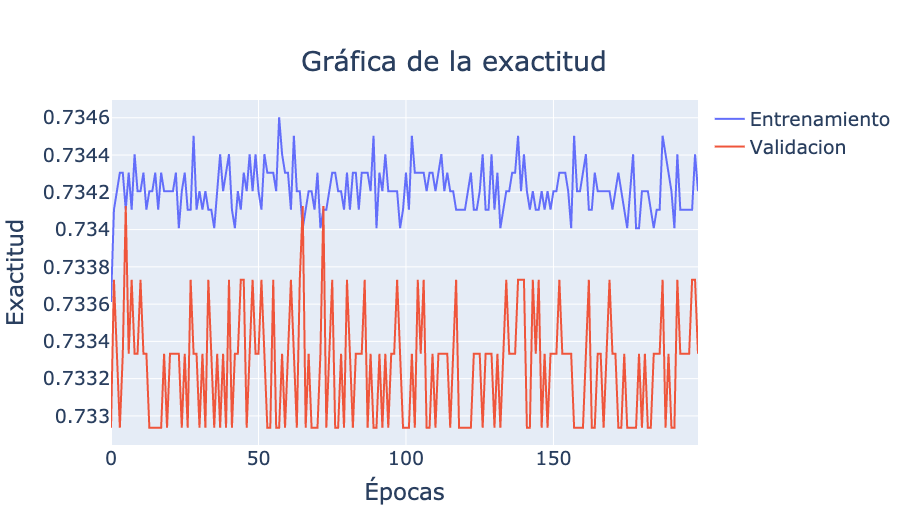 Gráfica de la exactitud
Entrenamiento
Validacion
Exactitud
0.7346
0.7344
0.7342
0.734
0.7338
0.7336
0.7334
0.7332
0.733
0
50
100
150
Épocas